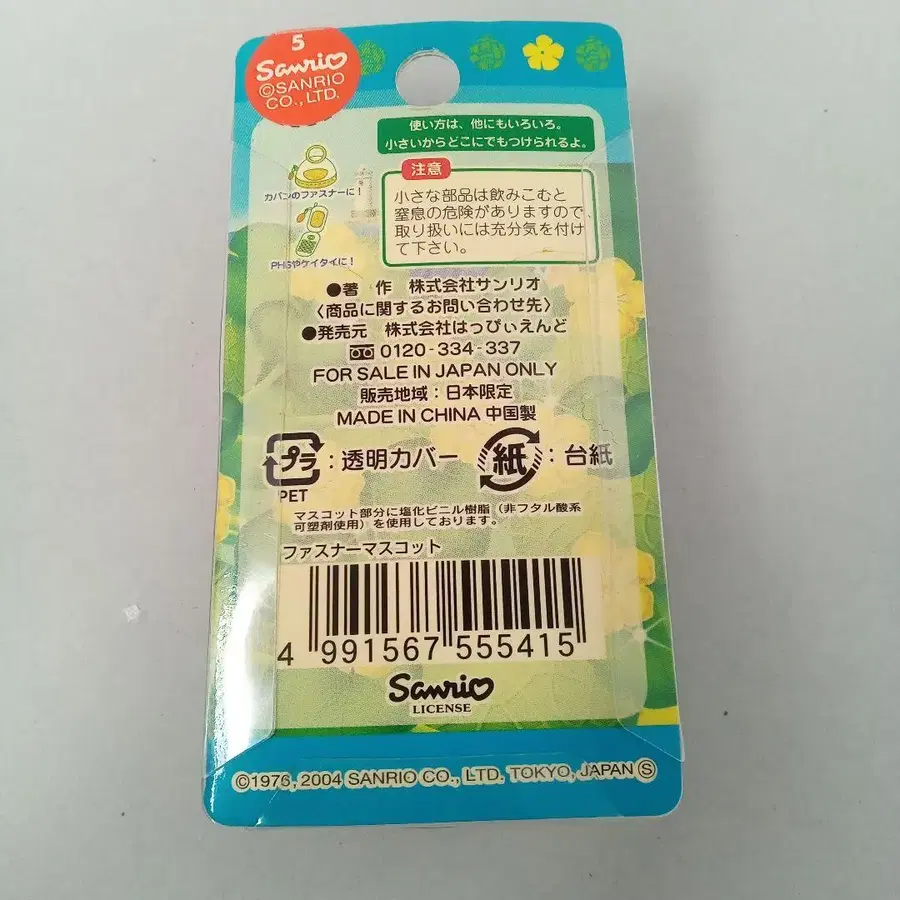 5
Sanrio
©SANRIO
CO., LTD.
使い方は、他にもいろいろ。
小さいからどこにでもつけられるよ。
カバンのファスナーに!
PHSやケイタイに!
注意
小さな部品は飲みこむと
窒息の危険がありますので、
取り扱いには充分気を付け
て下さい。
●著 作 株式会社サンリオ
〈商品に関するお問い合わせ先〉
●発売元 株式会社はっぴぃえんど
0120-334-337
FOR SALE IN JAPAN ONLY
販売地域:日本限定
MADE IN CHINA 中国製
プラ:透明カバー 紙:台紙
PET
マスコット部分に塩化ビニル樹脂(非フタル酸系
可塑剤使用)を使用しております。
ファスナーマスコット
4 991567 555415
Sanrio
LICENSE
©1976, 2004 SANRIO CO., LTD. TOKYO, JAPAN Ⓢ